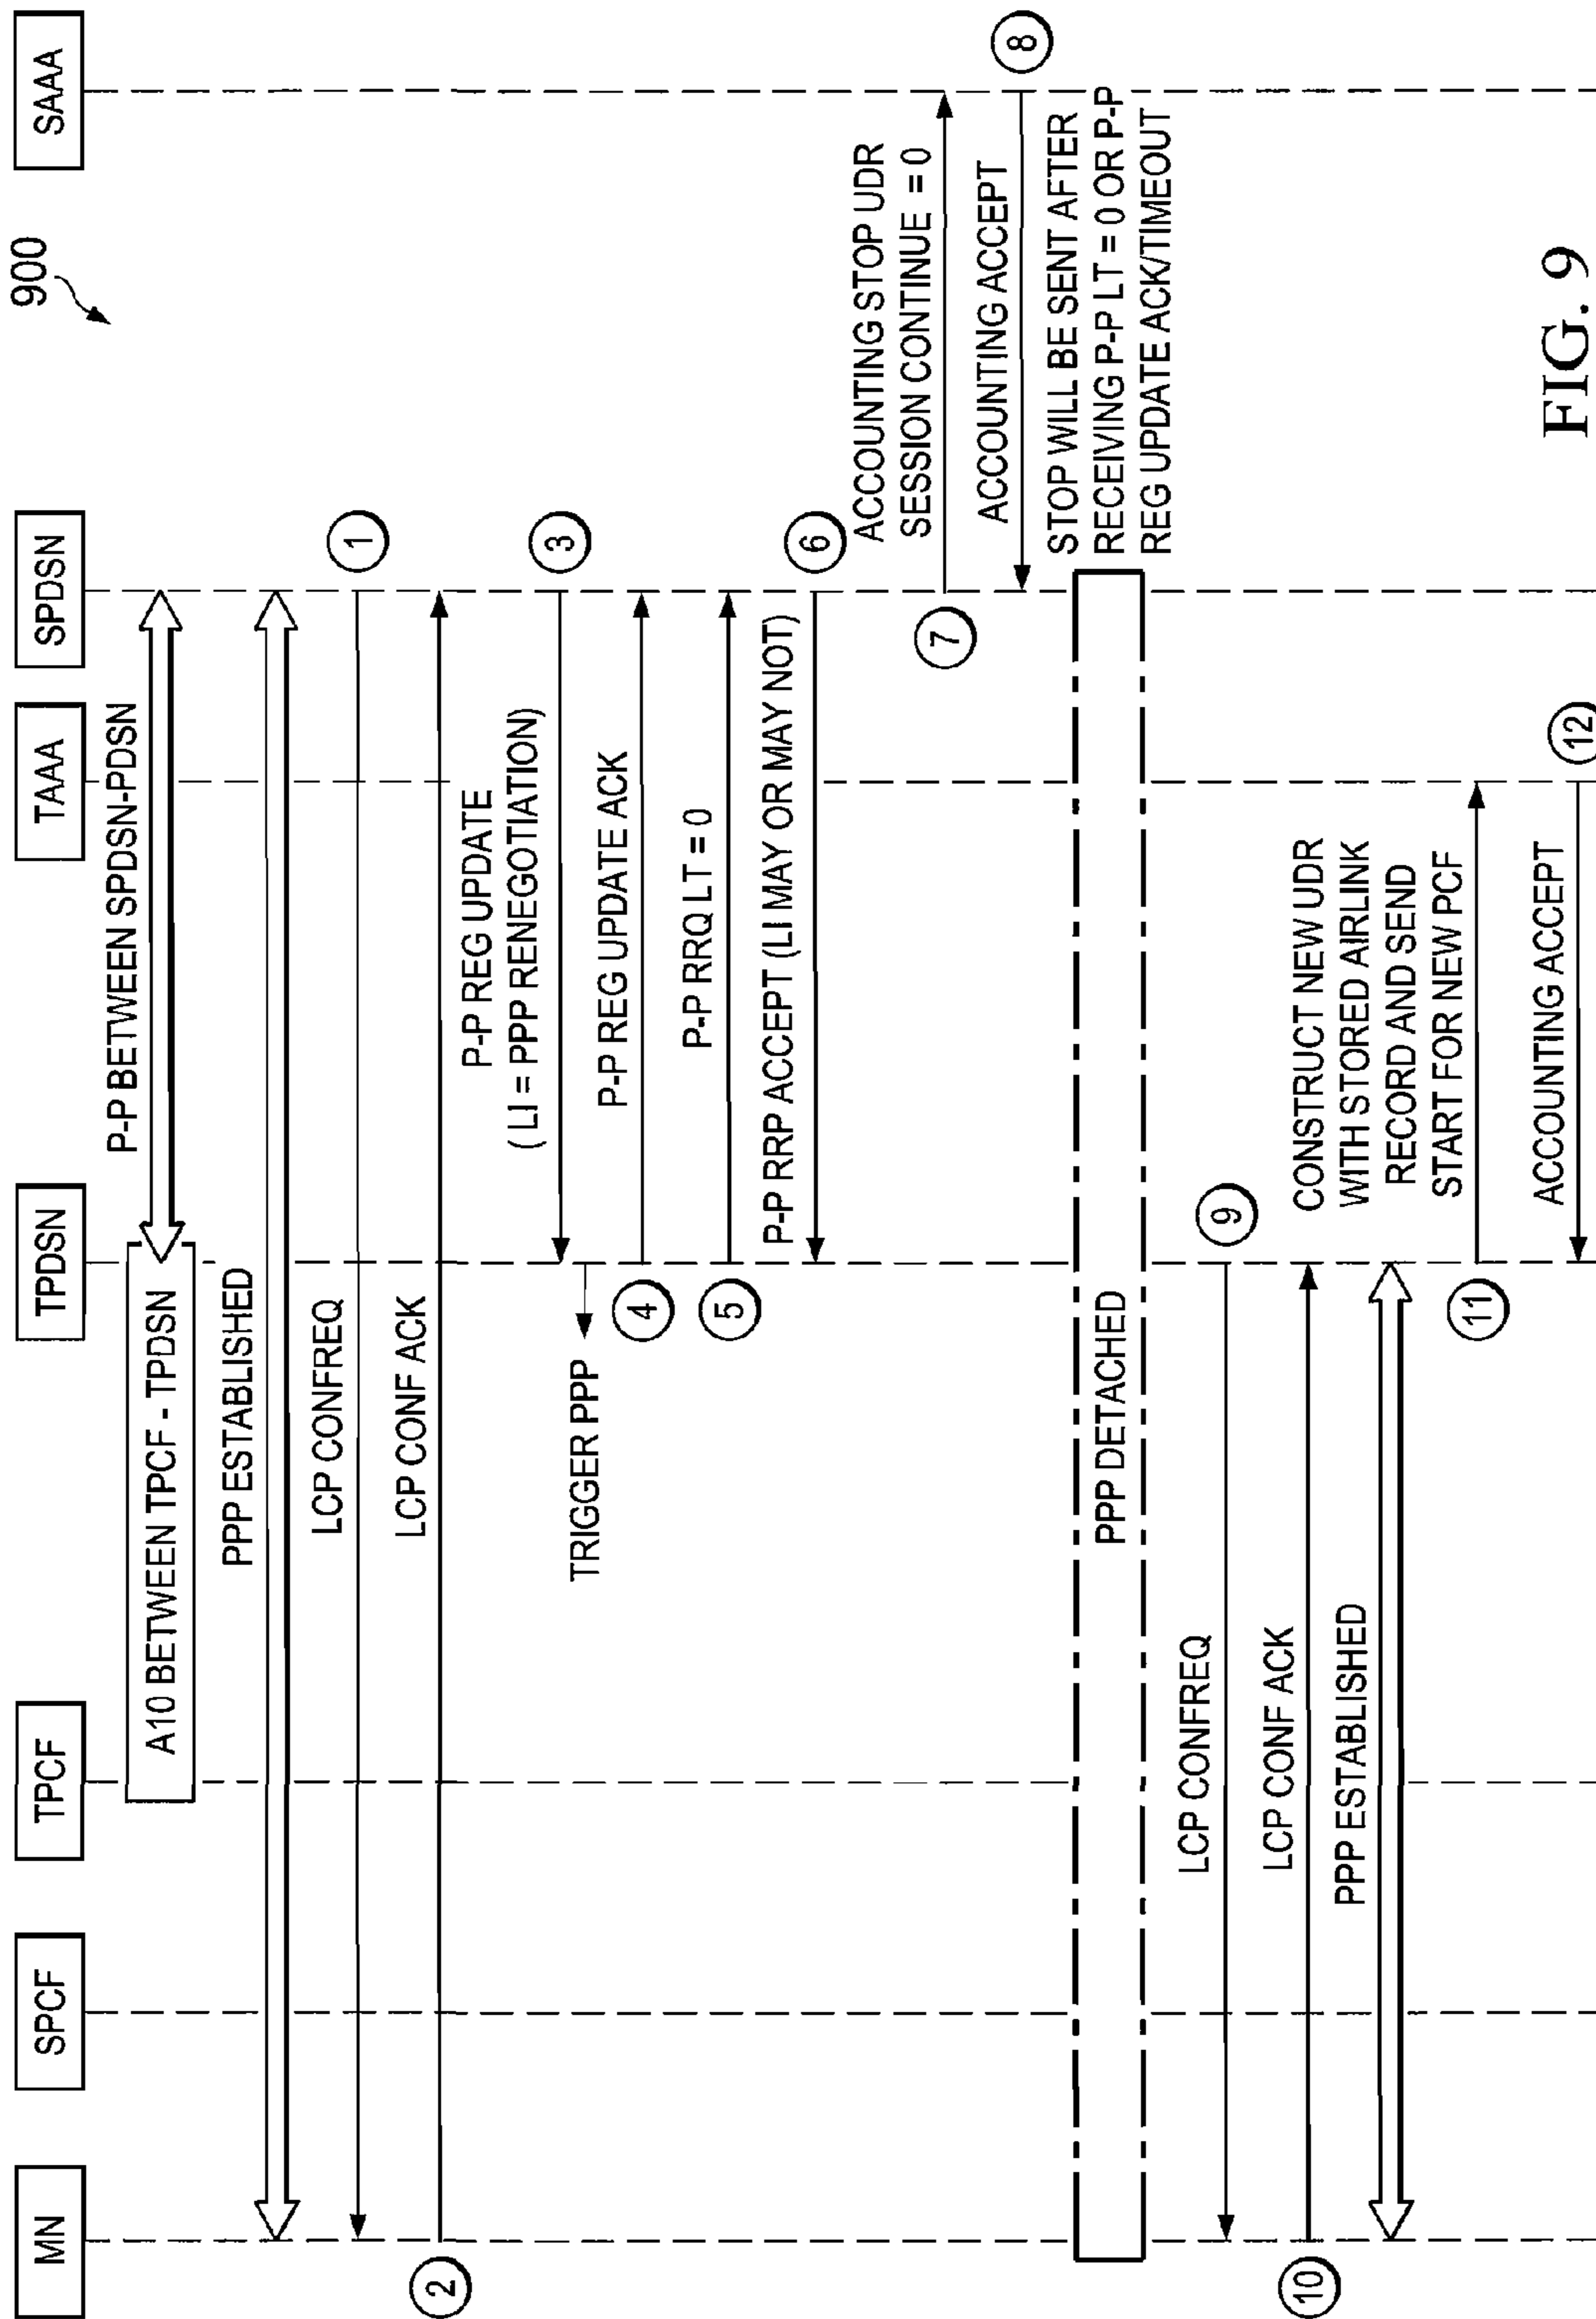 900
MN
SPCF
TPCF
TPDSN
TAAA
SPDSN
SAAA
A10 BETWEEN TPCF - TPDSN
P-P BETWEEN SPDSN-PDSN
PPP ESTABLISHED
LCP CONFREQ
1
2
LCP CONF ACK
P-P REG UPDATE
( LI = PPP RENEGOTIATION)
3
TRIGGER PPP
4
P-P REG UPDATE ACK
5
P-P RRQ LT = 0
P-P RRP ACCEPT (LI MAY OR MAY NOT)
6
7
ACCOUNTING STOP UDR
SESSION CONTINUE = 0
ACCOUNTING ACCEPT
8
STOP WILL BE SENT AFTER
RECEIVING P-P LT = 0 OR P-P
REG UPDATE ACK/TIMEOUT
PPP DETACHED
LCP CONFREQ
9
10
LCP CONF ACK
PPP ESTABLISHED
11
CONSTRUCT NEW UDR
WITH STORED AIRLINK
RECORD AND SEND
START FOR NEW PCF
ACCOUNTING ACCEPT
12
FIG. 9